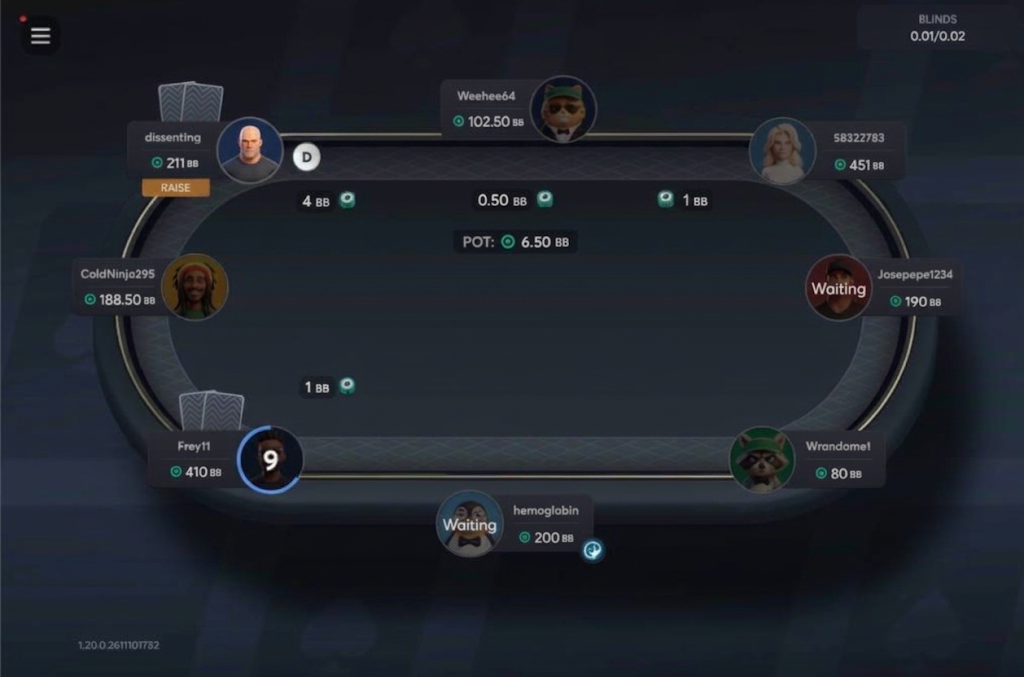 BLINDS
0.01/0.02
Weehee64
102.50 BB
dissenting
211 BB
RAISE
D
58322783
451 BB
4 BB
0.50 BB
1 BB
POT: 6.50 BB
ColdNinja295
188.50 BB
Waiting
Josepepe1234
190 BB
1 BB
Frey11
410 BB
9
Wrandome1
80 BB
Waiting
hemoglobin
200 BB
1.20.0.2611101752